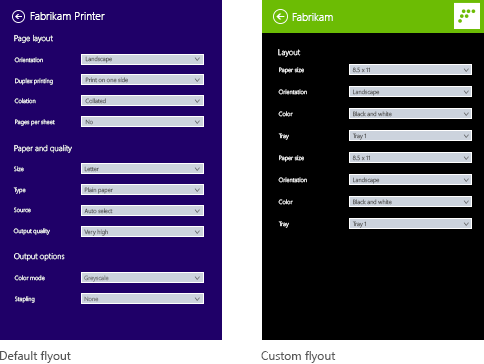 Fabrikam Printer
Page layout
Orientation Landscape
Duplex printing Print on one side
Colation Collated
Pages per sheet No
Paper and quality
Size Letter
Type Plain paper
Source Auto select
Output quality Very high
Output options
Color mode Greyscale
Stapling None
Default flyout
Fabrikam
Layout
Paper size 8.5 x 11
Orientation Landscape
Color Black and white
Tray Tray 1
Paper size 8.5 x 11
Orientation Landscape
Color Black and white
Tray Tray 1
Custom flyout